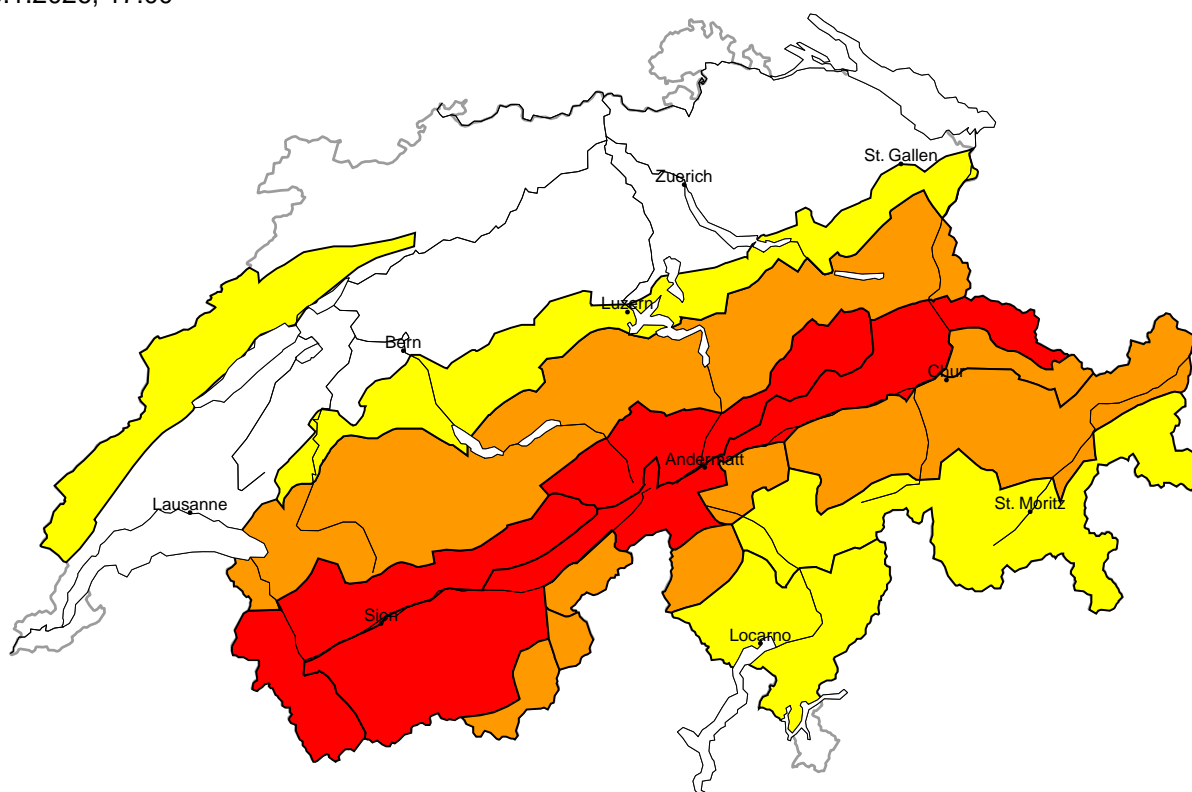 St. Gallen
Zuerich
Luzern
Bern
Chur
Andermatt
Lausanne
St. Moritz
Sion
Locarno